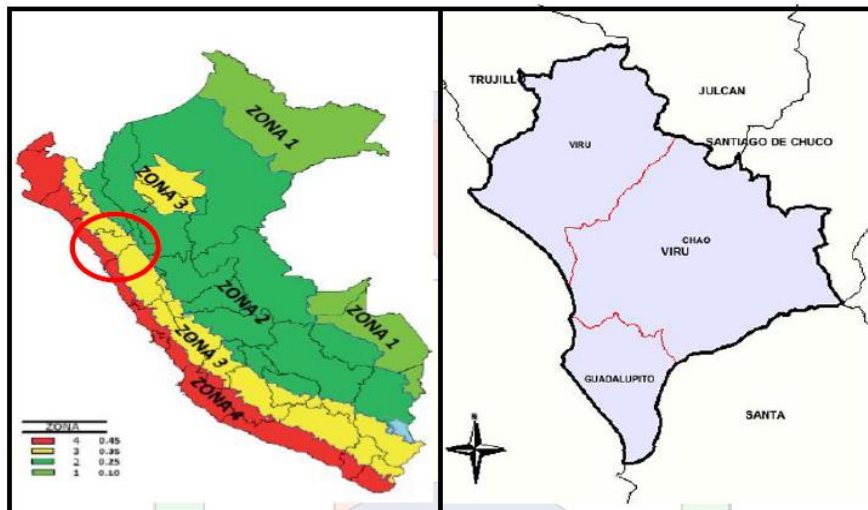 ZONA 1
ZONA 3
ZONA 2
ZONA 1
ZONA 3
ZONA 4
ZONA
4 0.45
3 0.35
2 0.25
1 0.10
TRUJILLO
JULCAN
SANTIAGO DE CHUCO
VIRU
CHAO
VIRU
GUADALUPITO
SANTA
N